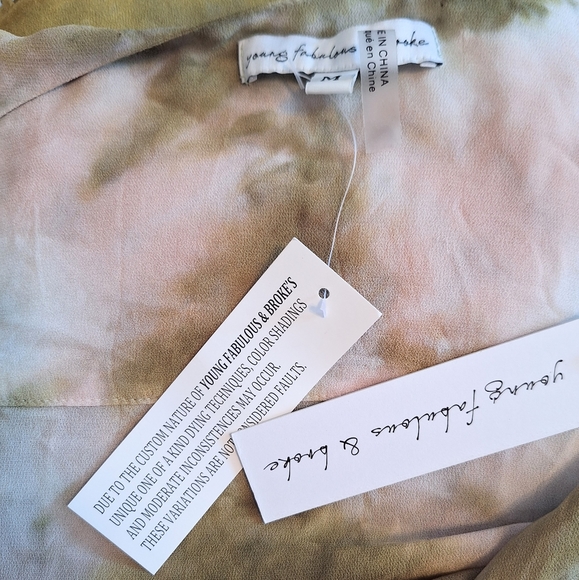 young fabulous
M
E IN CHINA
ué en Chine
DUE TO THE CUSTOM NATURE OF YOUNG FABULOUS & BROKE'S
UNIQUE ONE OF A KIND DYING TECHNIQUES, COLOR SHADINGS
AND MODERATE INCONSISTENCIES MAY OCCUR.
THESE VARIATIONS ARE NOT CONSIDERED FAULTS.
young fabulous & broke